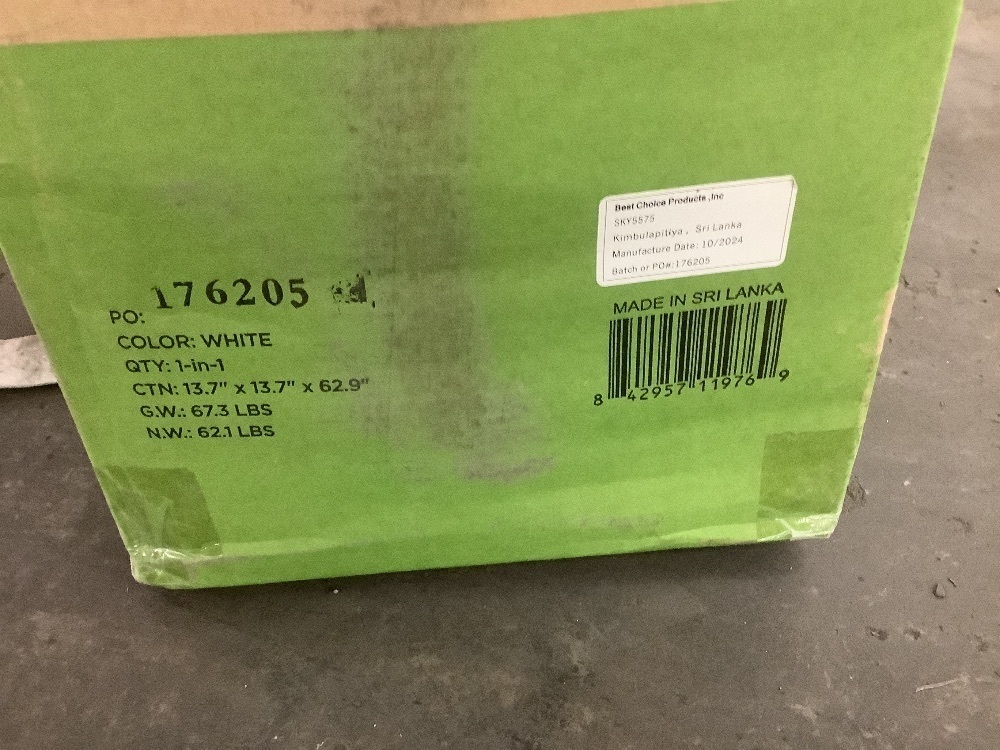 Best Choice Products ,Inc
SKY5575
Kimbulapitiya , Sri Lanka
Manufacture Date: 10/2024
Batch or PO#:176205
MADE IN SRI LANKA
8 42957 11976 9
PO: 176205
COLOR: WHITE
QTY: 1-in-1
CTN: 13.7" x 13.7" x 62.9"
G.W.: 67.3 LBS
N.W.: 62.1 LBS